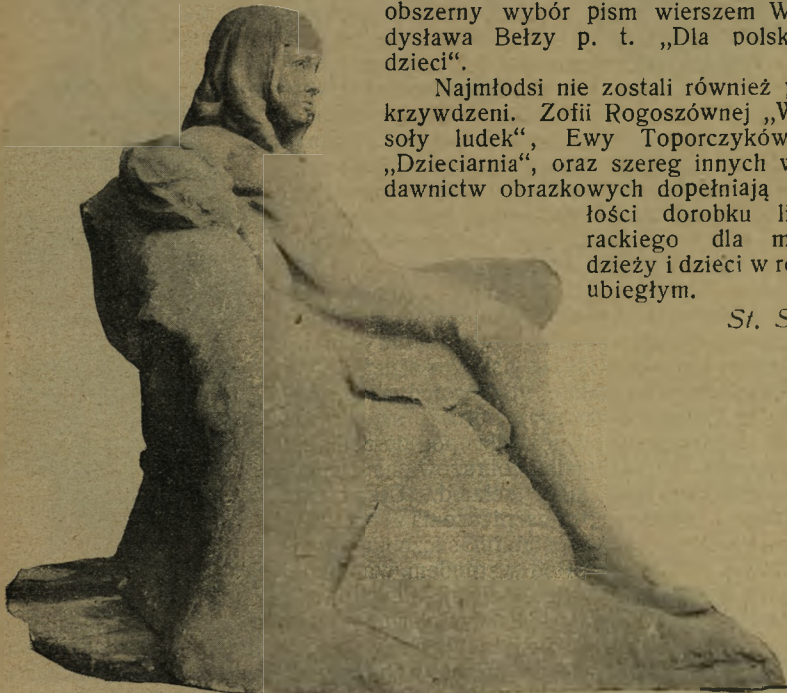 obszerny wybór pism wierszem W
dysława Bełzy p. t. „Dla polsk
dzieci“.
Najmłodsi nie zostali również
krzywdzeni. Zofii Rogoszównej „W
soły ludek“, Ewy Toporczyków
„Dzieciarnia“, oraz szereg innych w
dawnictw obrazkowych dopełniają
łości dorobku li
rackiego dla m
dzieży i dzieci w r
ubiegłym.
St. S